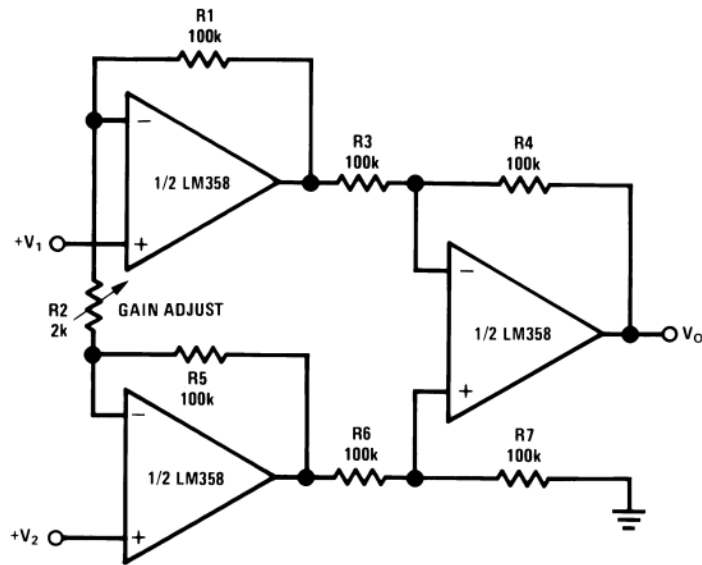 R1
100k
−
1/2 LM358
+
+V₁
R3
100k
R4
100k
R2
2k
GAIN ADJUST
−
1/2 LM358
+
V₀
R5
100k
−
1/2 LM358
+
+V₂
R6
100k
R7
100k